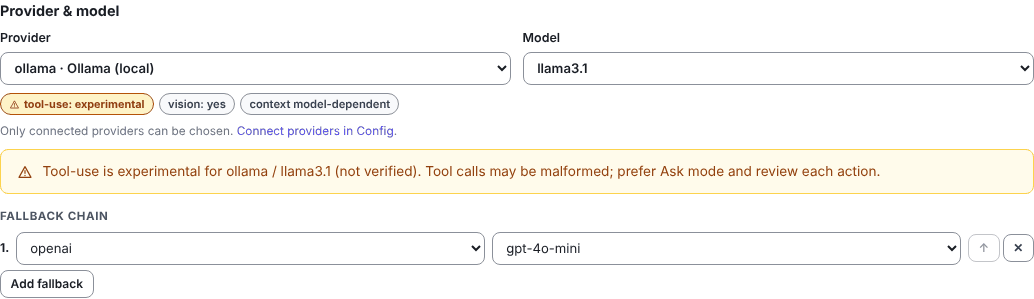 Provider & model
Provider
Model
ollama · Ollama (local)
llama3.1
⚠ tool-use: experimental
vision: yes
context model-dependent
Only connected providers can be chosen. Connect providers in Config.
⚠ Tool-use is experimental for ollama / llama3.1 (not verified). Tool calls may be malformed; prefer Ask mode and review each action.
FALLBACK CHAIN
1. openai
gpt-4o-mini
↑
✕
Add fallback